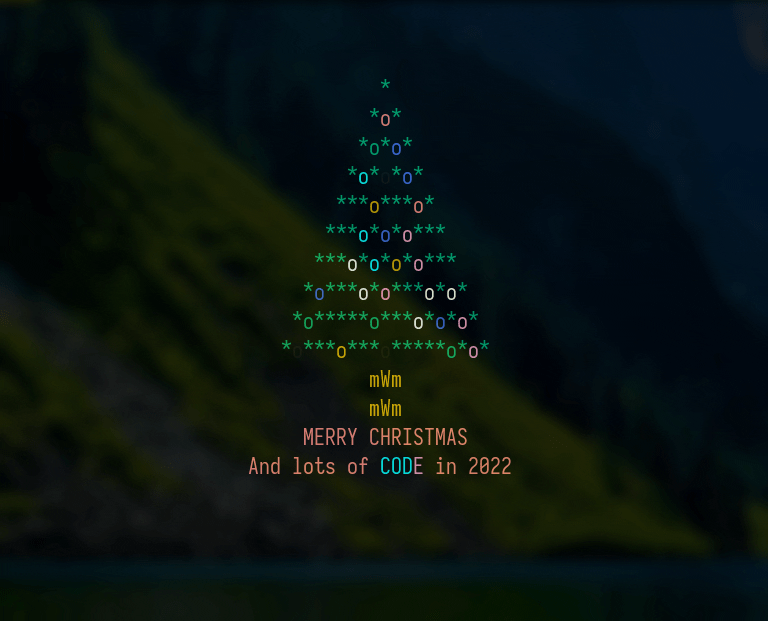 *
*o*
*o*o*
*o*o*o*
***o***o*
***o*o*o***
***o*o*o*o***
*o***o*o***o*o*
*o*****o***o*o*o*
*o***o***o*****o*o*
mWm
mWm
MERRY CHRISTMAS
And lots of CODE in 2022